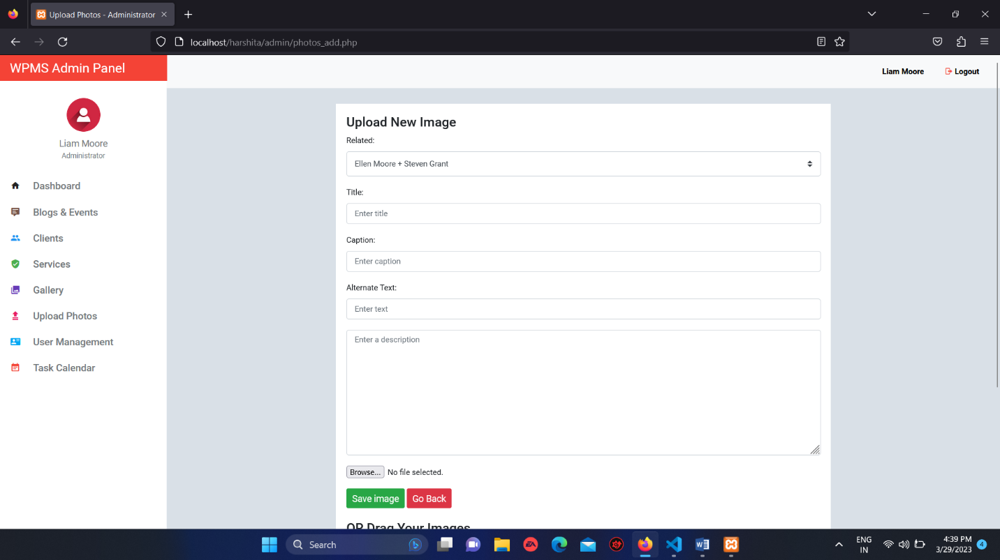 Upload Photos - Administrator
localhost/harshita/admin/photos_add.php
WPMS Admin Panel
Liam Moore
Logout
Liam Moore
Administrator
Dashboard
Blogs & Events
Clients
Services
Gallery
Upload Photos
User Management
Task Calendar
Upload New Image
Related:
Ellen Moore + Steven Grant
Title:
Enter title
Caption:
Enter caption
Alternate Text:
Enter text
Enter a description
Browse... No file selected.
Save image Go Back
OR Drag Your Images
Search
EA
W
ENG
IN
4:39 PM
3/29/2023
4